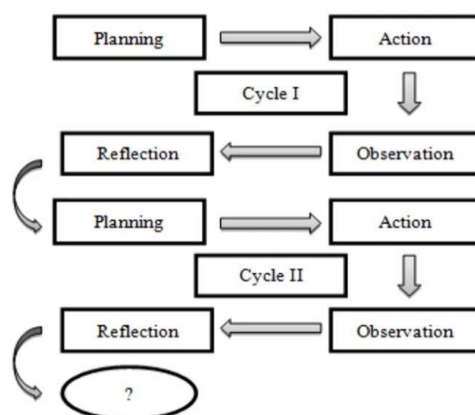 Planning
Action
Cycle I
Reflection
Observation
Planning
Action
Cycle II
Reflection
Observation
?